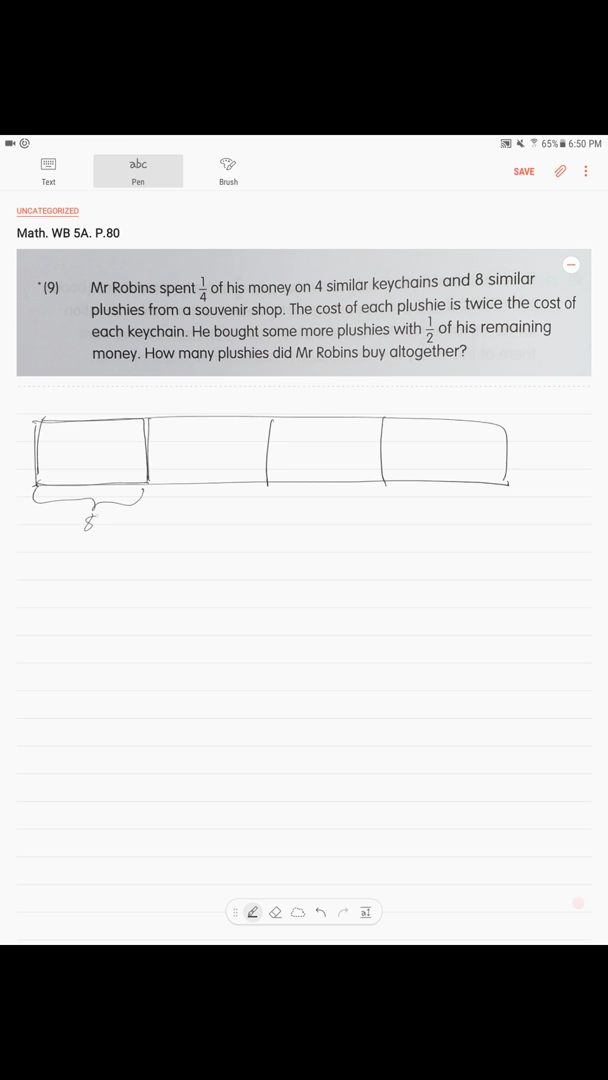 65% 6:50 PM
abc
Text Pen Brush SAVE
UNCATEGORIZED
Math. WB 5A. P.80
*(9) Mr Robins spent 1/4 of his money on 4 similar keychains and 8 similar
plushies from a souvenir shop. The cost of each plushie is twice the cost of
each keychain. He bought some more plushies with 1/2 of his remaining
money. How many plushies did Mr Robins buy altogether?
8
aI